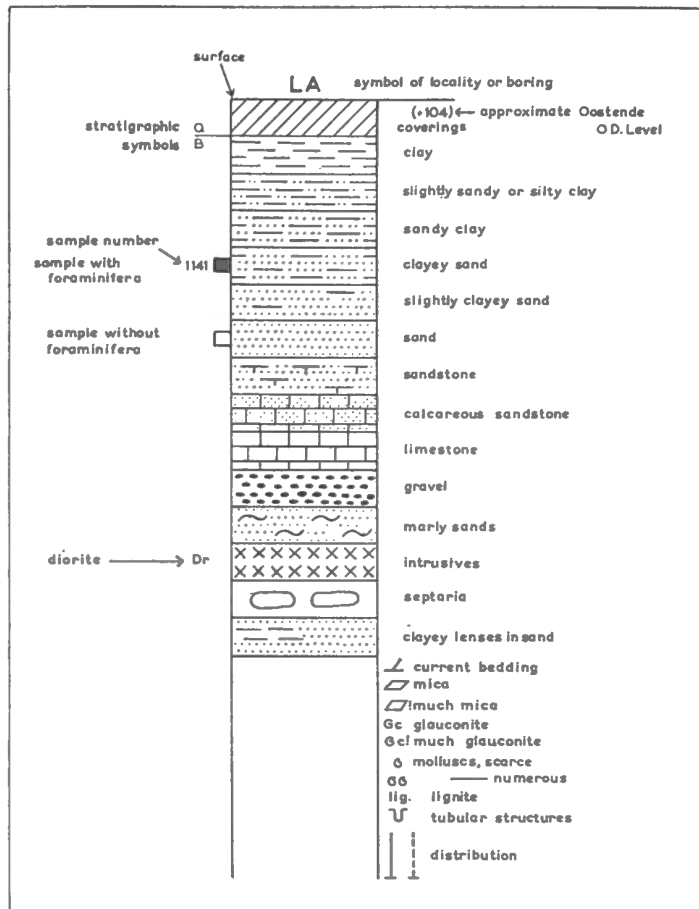 surface
LA symbol of locality or boring
(+104) ← approximate Oostende
O D. Level
coverings
stratigraphic a
symbols B
clay
slightly sandy or silty clay
sandy clay
sample number
1141
sample with
foraminifera
clayey sand
slightly clayey sand
sample without
foraminifera
sand
sandstone
calcareous sandstone
limestone
gravel
marly sands
diorite → Dr
intrusives
septaria
clayey lenses in sand
current bedding
mica
! much mica
Gc glauconite
Gc! much glauconite
molluscs, scarce
numerous
lig. lignite
tubular structures
distribution